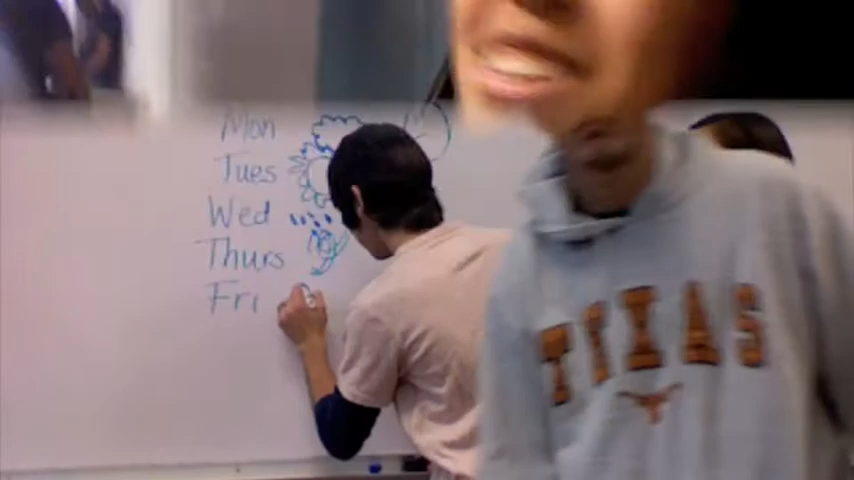 Mon
Tues
Wed
Thurs
Fri
TEXAS